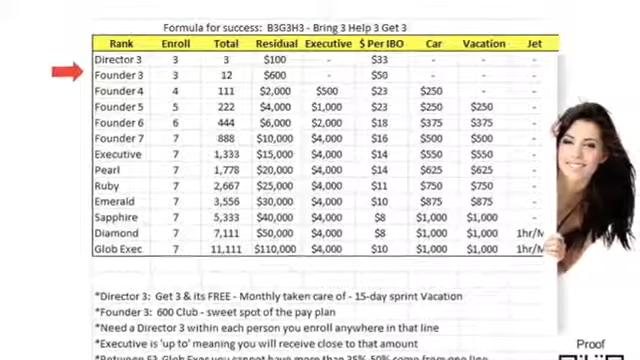 Formula for success: B3G3H3 - Bring 3 Help 3 Get 3
Rank Enroll Total Residual Executive $ Per IBO Car Vacation Jet
Director 3 3 3 $100 - $33 - - -
Founder 3 3 12 $600 - $50 - - -
Founder 4 4 111 $2,000 $500 $23 $250 - -
Founder 5 5 222 $4,000 $1,000 $23 $250 $250 -
Founder 6 6 444 $6,000 $2,000 $18 $375 $375 -
Founder 7 7 888 $10,000 $4,000 $16 $500 $500 -
Executive 7 1,333 $15,000 $4,000 $14 $550 $550 -
Pearl 7 1,778 $20,000 $4,000 $14 $625 $625 -
Ruby 7 2,667 $25,000 $4,000 $11 $750 $750 -
Emerald 7 3,556 $30,000 $4,000 $10 $875 $875 -
Sapphire 7 5,333 $40,000 $4,000 $8 $1,000 $1,000 -
Diamond 7 7,111 $50,000 $4,000 $8 $1,000 $1,000 1hr/M
Glob Exec 7 11,111 $110,000 $4,000 $10 $1,000 $1,000 1hr/M
*Director 3: Get 3 & its FREE - Monthly taken care of - 15-day sprint Vacation
*Founder 3: 600 Club - sweet spot of the pay plan
*Need a Director 3 within each person you enroll anywhere in that line
*Executive is 'up to' meaning you will receive close to that amount
Proof